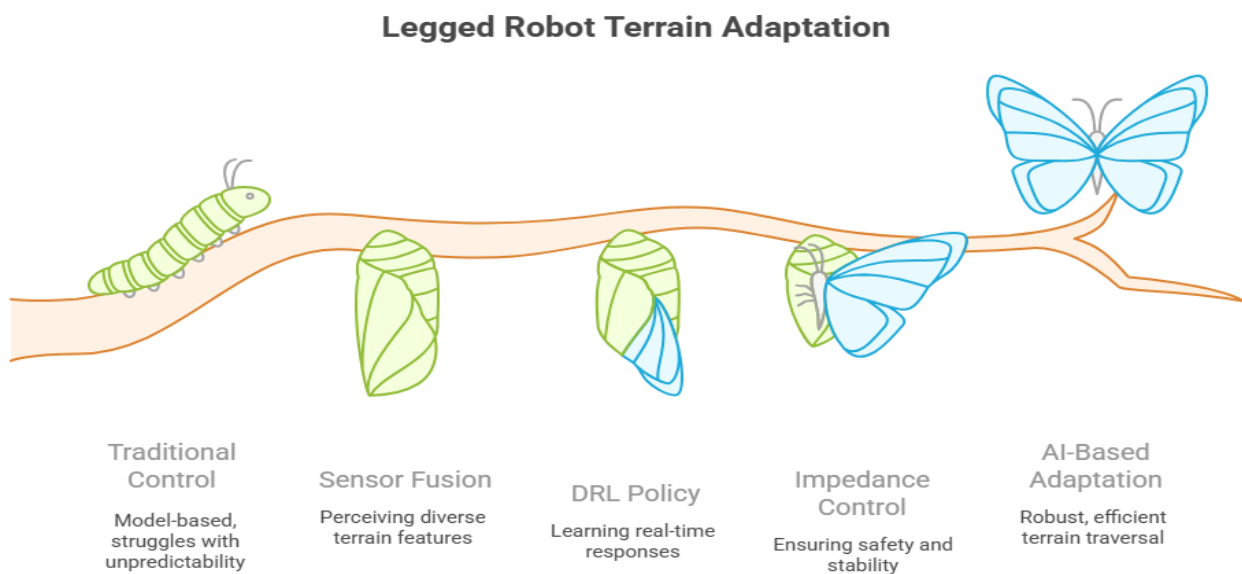 Legged Robot Terrain Adaptation
Traditional
Control
Model-based,
struggles with
unpredictability
Sensor Fusion
Perceiving diverse
terrain features
DRL Policy
Learning real-time
responses
Impedance
Control
Ensuring safety and
stability
AI-Based
Adaptation
Robust, efficient
terrain traversal